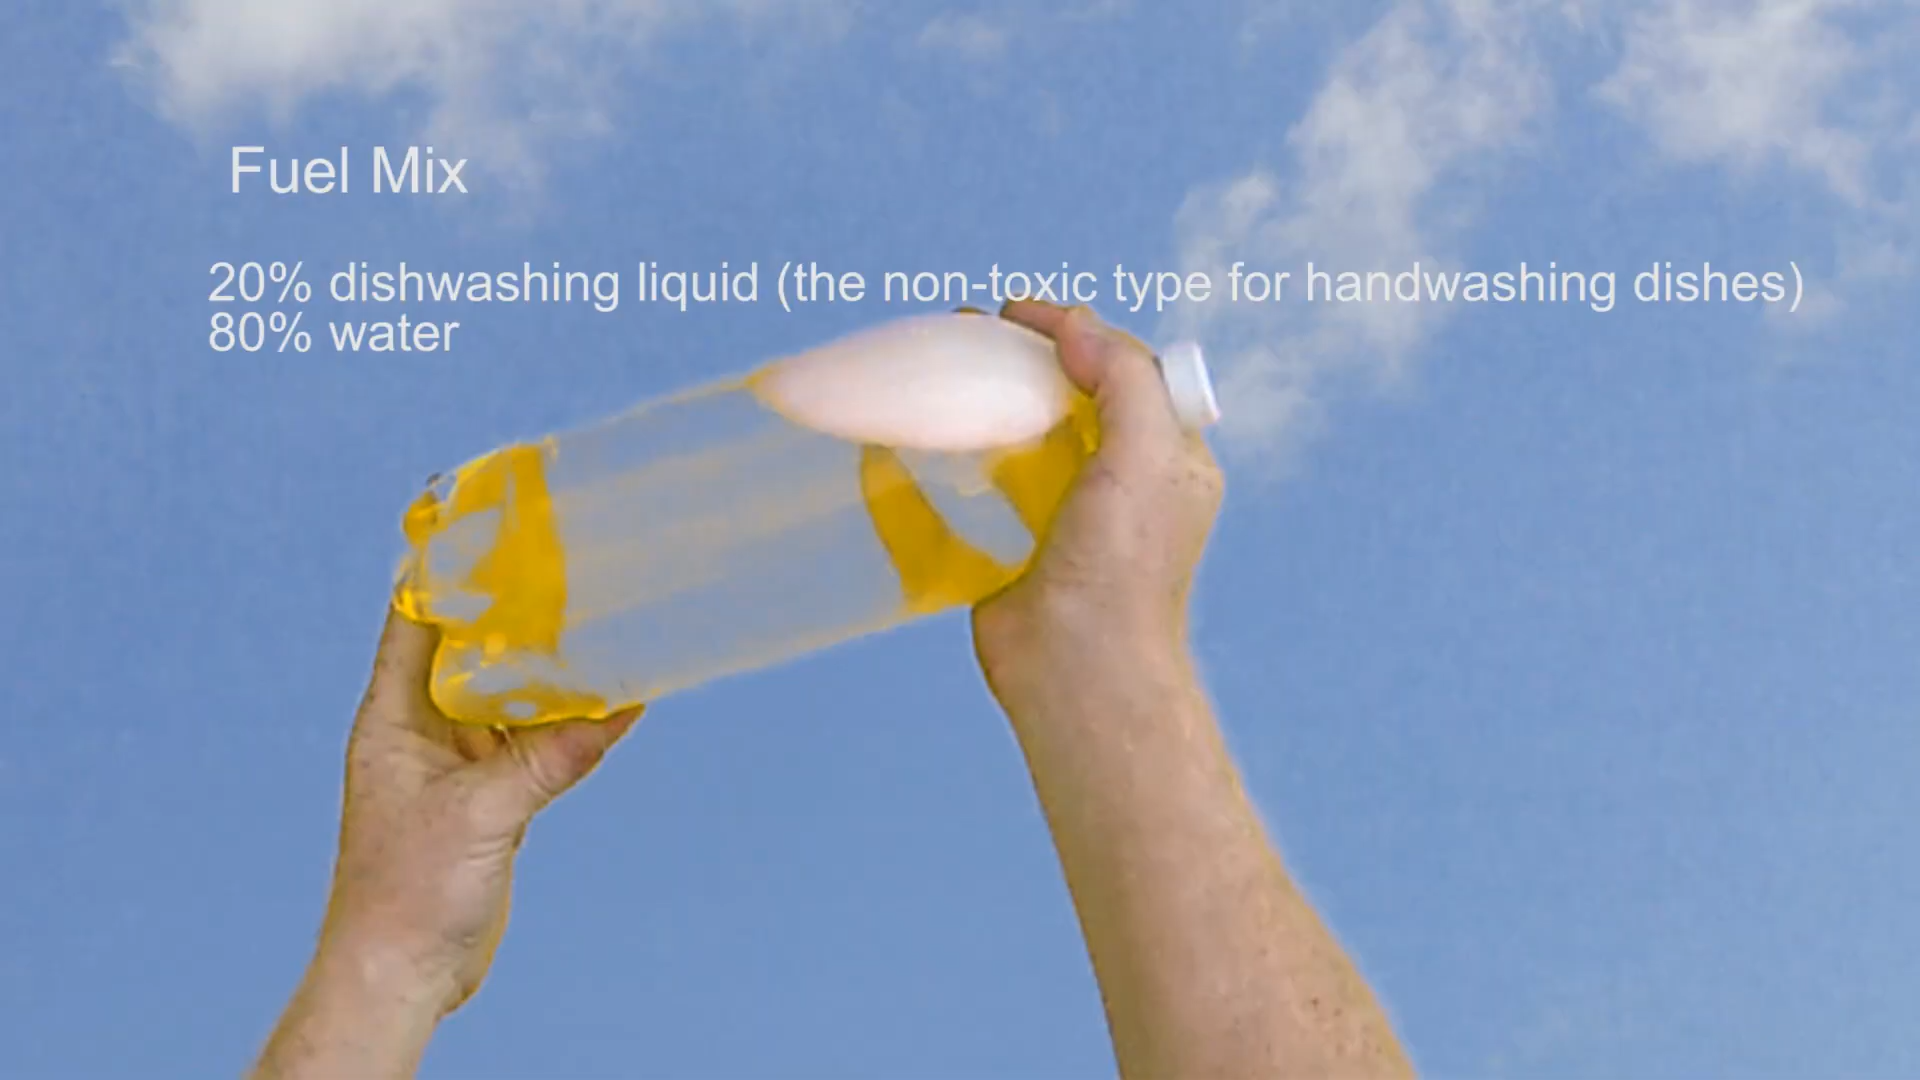 Fuel Mix
20% dishwashing liquid (the non-toxic type for handwashing dishes)
80% water